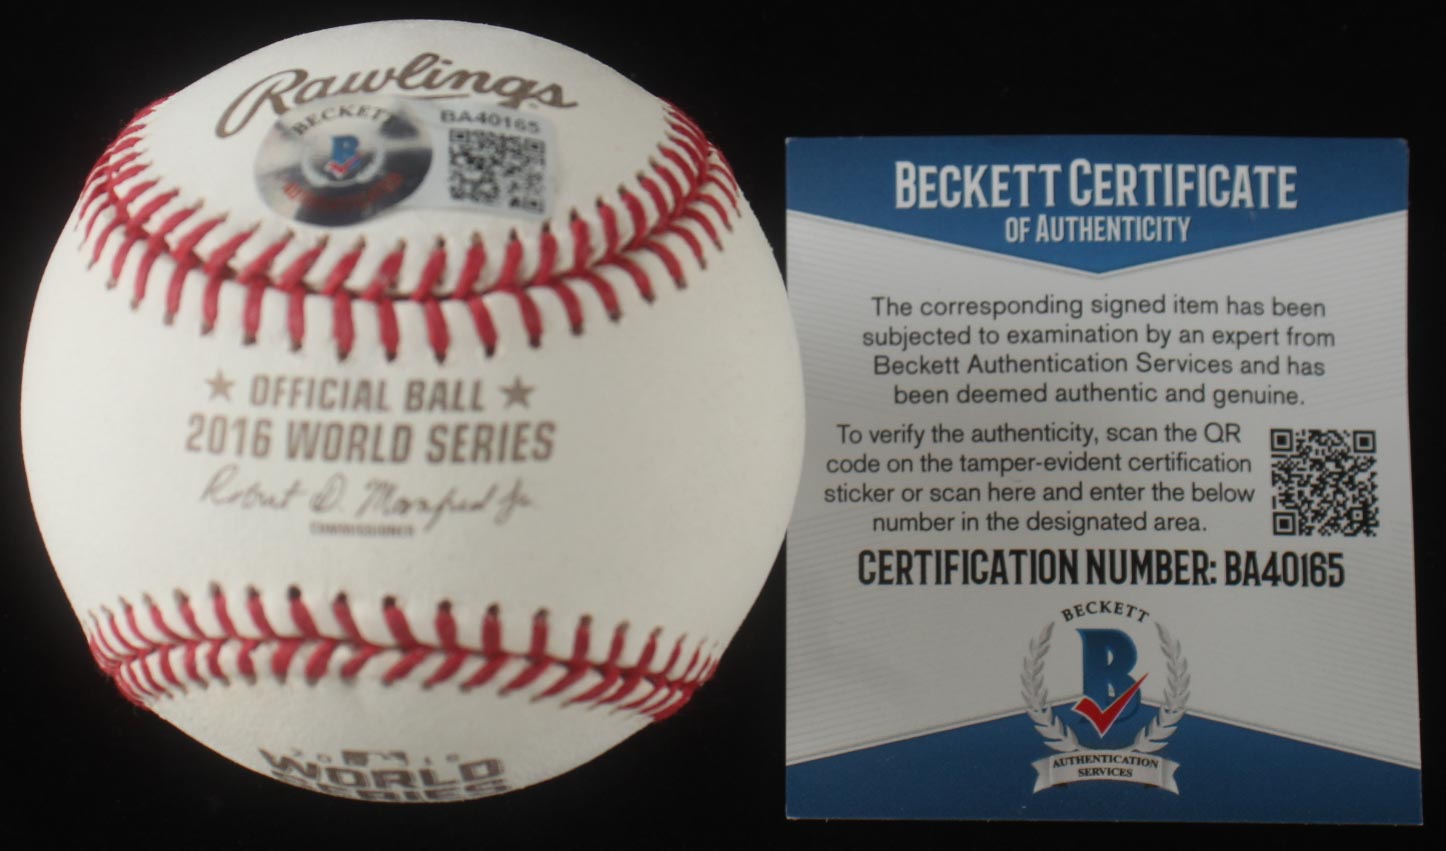 Rawlings
BECKETT
B
BA40165
★ OFFICIAL BALL ★
2016 WORLD SERIES
Robert D. Manfred Jr.
COMMISSIONER
WORLD
SERIES
BECKETT CERTIFICATE
OF AUTHENTICITY
The corresponding signed item has been
subjected to examination by an expert from
Beckett Authentication Services and has
been deemed authentic and genuine.
To verify the authenticity, scan the QR
code on the tamper-evident certification
sticker or scan here and enter the below
number in the designated area.
CERTIFICATION NUMBER: BA40165
BECKETT
B
AUTHENTICATION
SERVICES